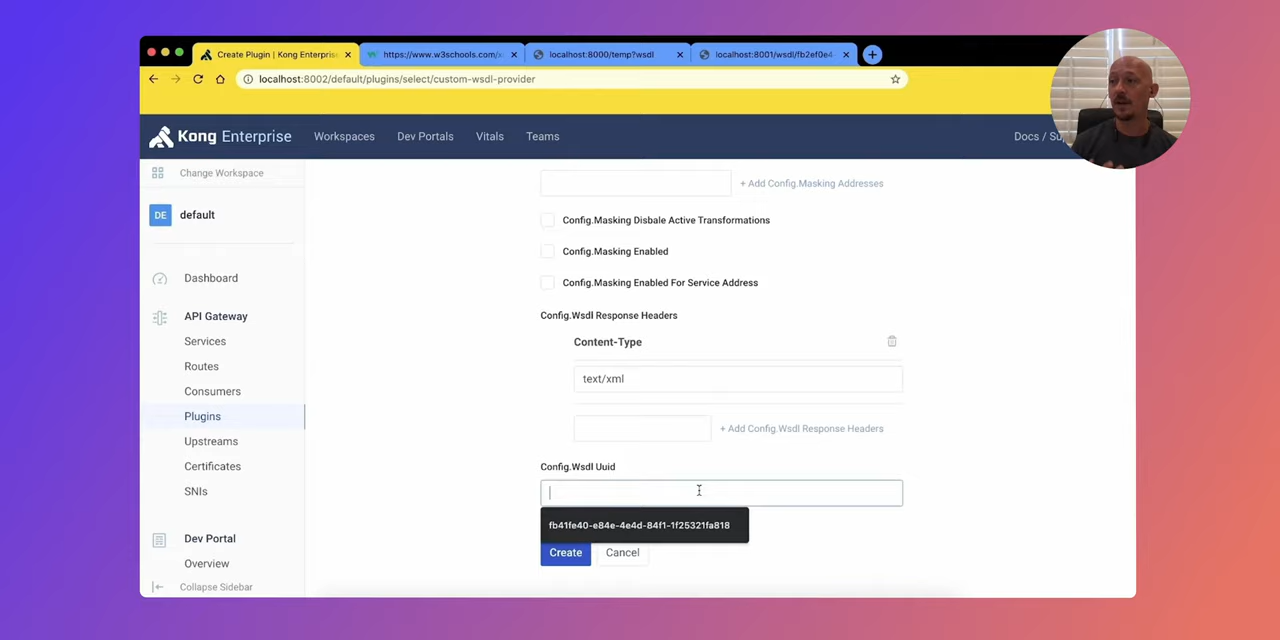 Create Plugin | Kong Enterprise
https://www.w3schools.com/x
localhost:8000/temp?wsdl
localhost:8001/wsdl/fb2ef0e4-
localhost:8002/default/plugins/select/custom-wsdl-provider
Kong Enterprise
Workspaces
Dev Portals
Vitals
Teams
Docs / Su
Change Workspace
DE default
Dashboard
API Gateway
Services
Routes
Consumers
Plugins
Upstreams
Certificates
SNIs
Dev Portal
Overview
Collapse Sidebar
+ Add Config.Masking Addresses
Config.Masking Disbale Active Transformations
Config.Masking Enabled
Config.Masking Enabled For Service Address
Config.Wsdl Response Headers
Content-Type
text/xml
+ Add Config.Wsdl Response Headers
Config.Wsdl Uuid
fb41fe40-e84e-4e4d-84f1-1f25321fa818
Create
Cancel